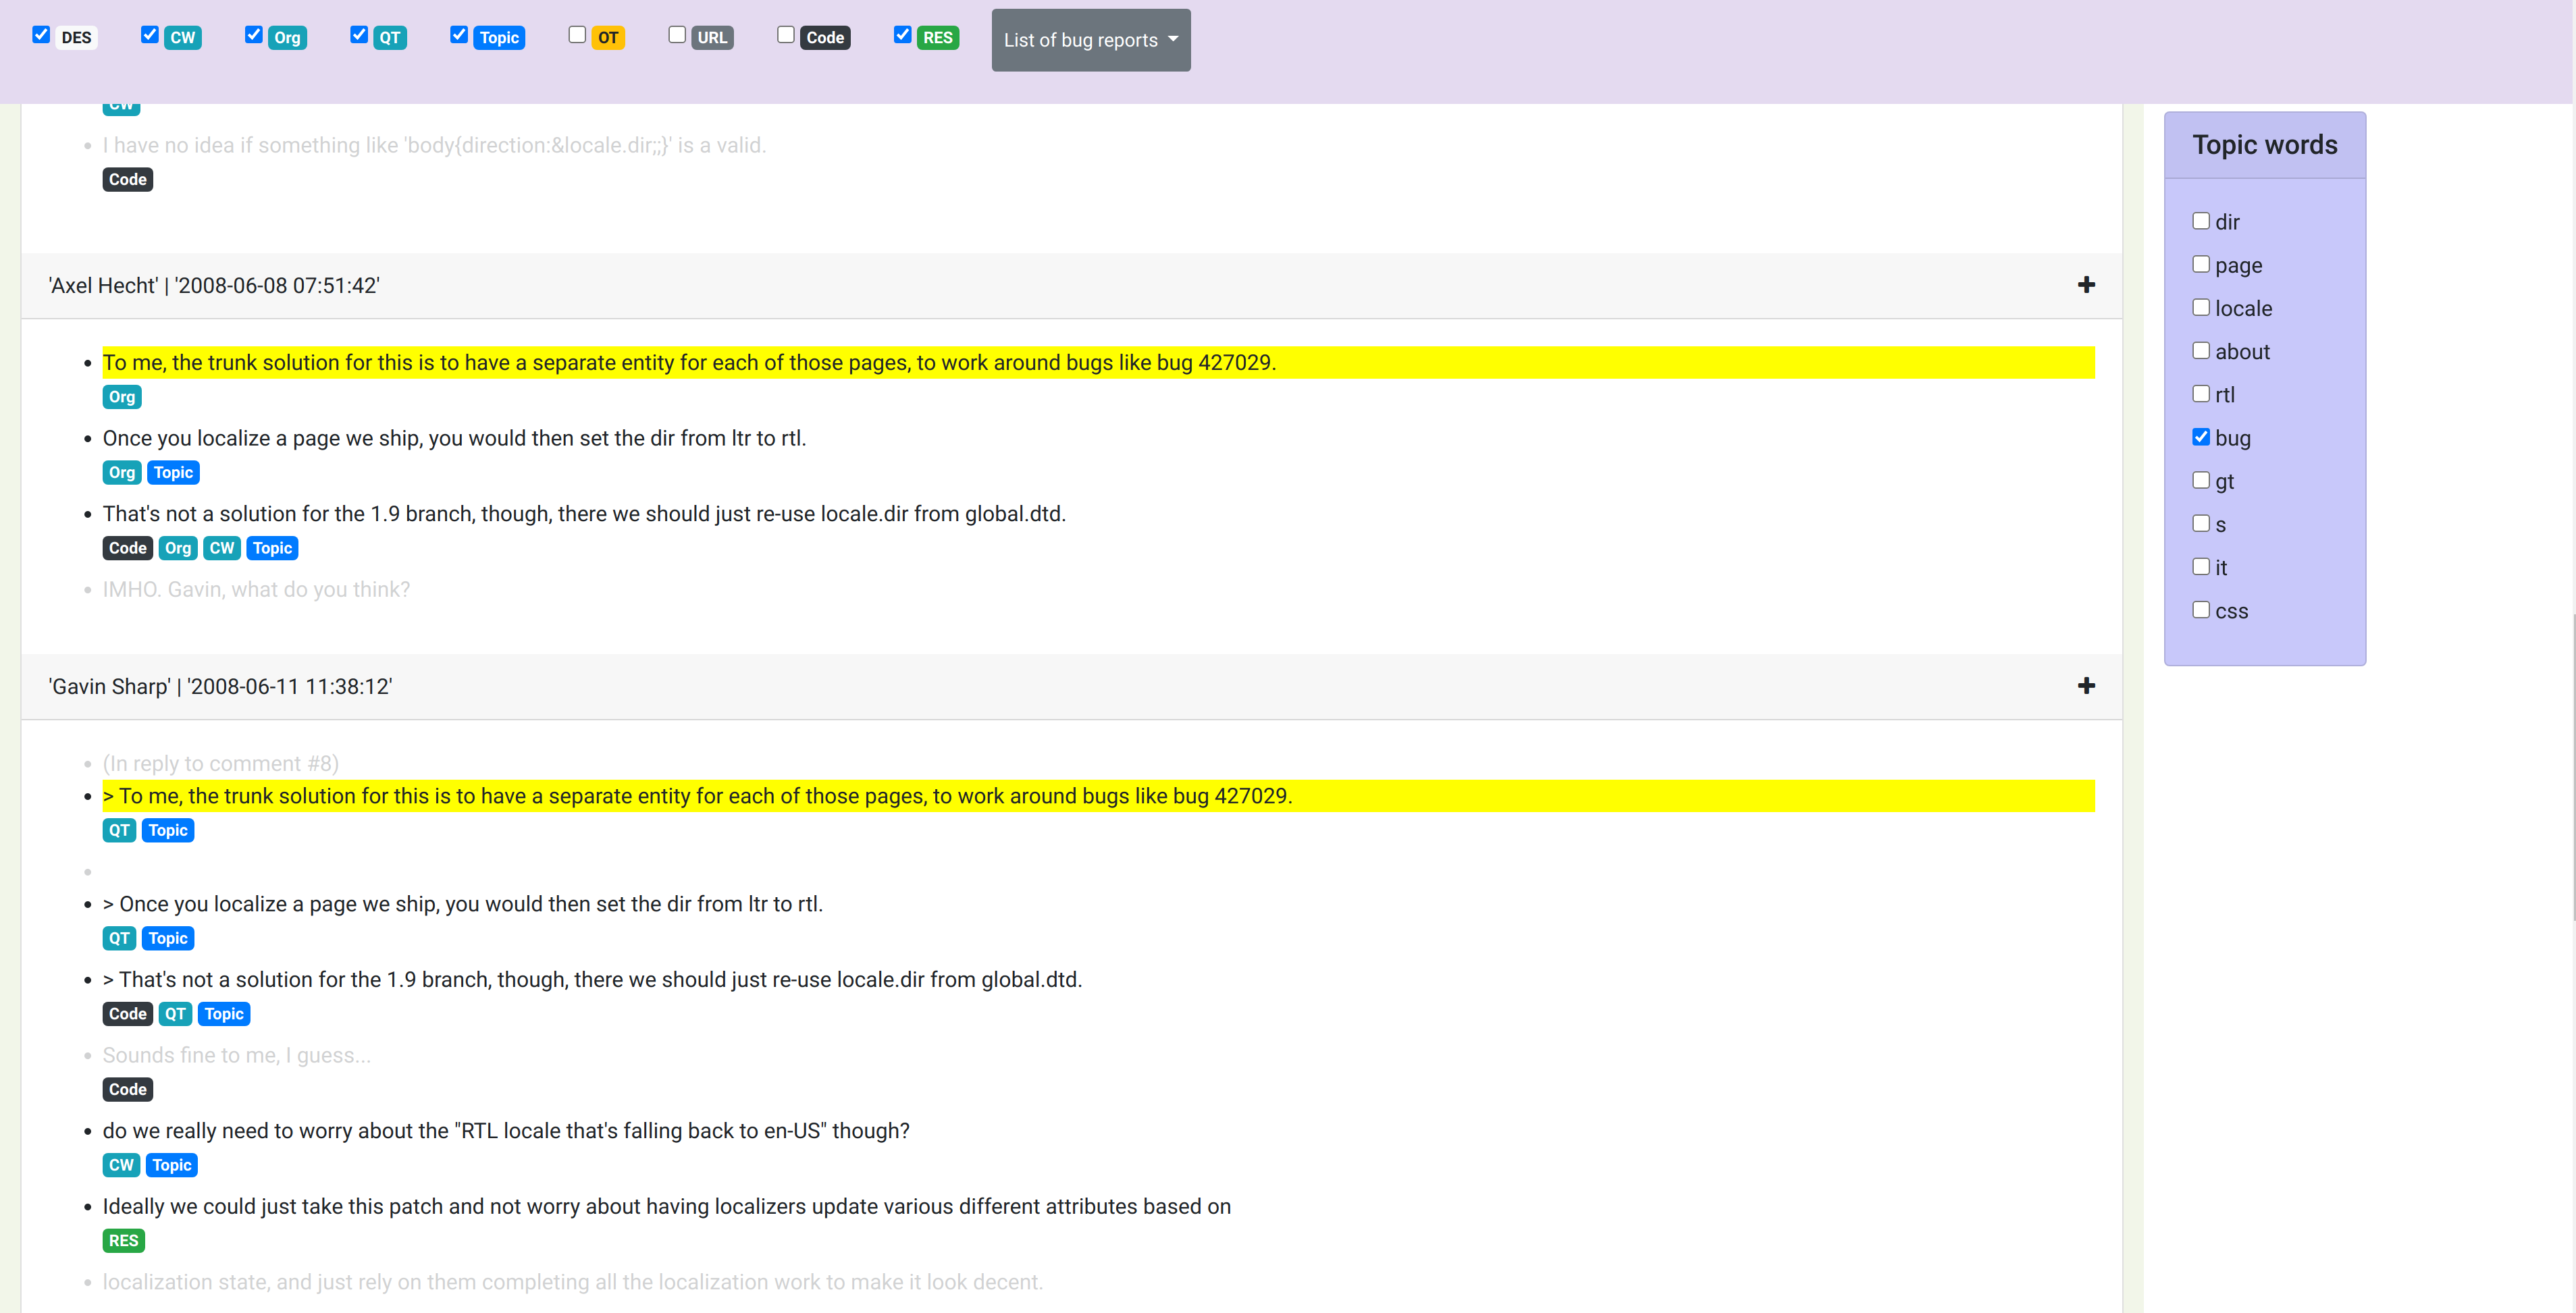 DES CW Org QT Topic OT URL Code RES List of bug reports
CW
I have no idea if something like 'body{direction:&locale.dir;;}' is a valid.
Code
'Axel Hecht' | '2008-06-08 07:51:42'
To me, the trunk solution for this is to have a separate entity for each of those pages, to work around bugs like bug 427029.
Org
Once you localize a page we ship, you would then set the dir from ltr to rtl.
Org Topic
That's not a solution for the 1.9 branch, though, there we should just re-use locale.dir from global.dtd.
Code Org CW Topic
IMHO. Gavin, what do you think?
'Gavin Sharp' | '2008-06-11 11:38:12'
(In reply to comment #8)
> To me, the trunk solution for this is to have a separate entity for each of those pages, to work around bugs like bug 427029.
QT Topic
> Once you localize a page we ship, you would then set the dir from ltr to rtl.
QT Topic
> That's not a solution for the 1.9 branch, though, there we should just re-use locale.dir from global.dtd.
Code QT Topic
Sounds fine to me, I guess...
Code
do we really need to worry about the "RTL locale that's falling back to en-US" though?
CW Topic
Ideally we could just take this patch and not worry about having localizers update various different attributes based on
RES
localization state, and just rely on them completing all the localization work to make it look decent.
Topic words
dir
page
locale
about
rtl
bug
gt
s
it
css